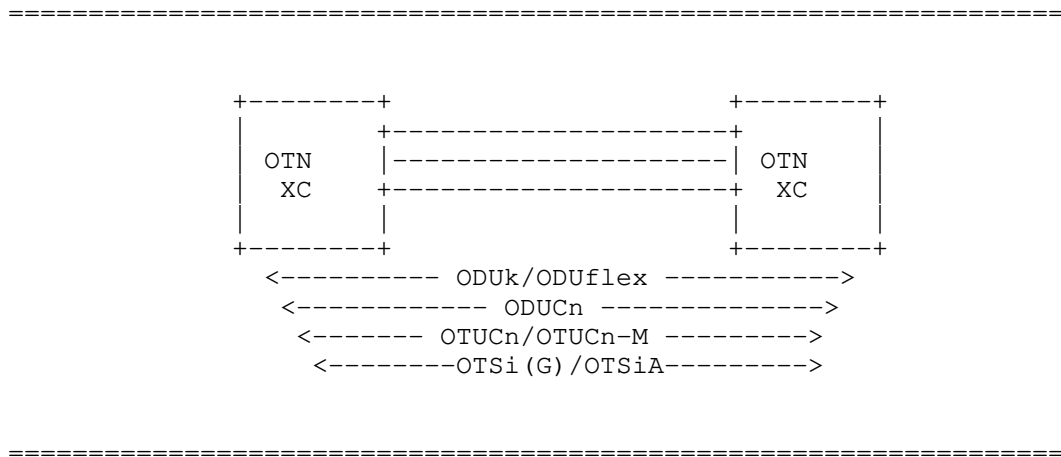 ====================================================================

+--------+                      +--------+
|        +----------------------+        |
| OTN    |----------------------| OTN    |
|  XC    +----------------------+  XC    |
|        |                      |        |
+--------+                      +--------+
<---------- ODUk/ODUflex ----------->
<------------ ODUCn -------------->
<------- OTUCn/OTUCn-M --------->
<--------OTSi(G)/OTSiA--------->

====================================================================